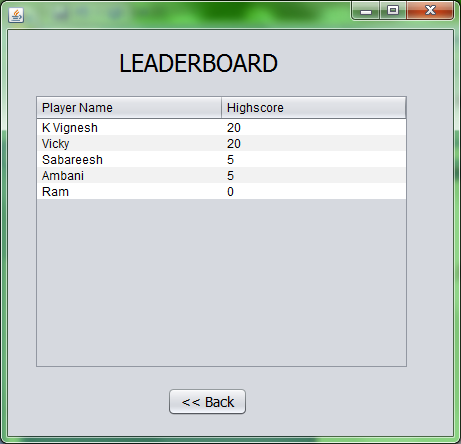 LEADERBOARD
Player Name Highscore
K Vignesh 20
Vicky 20
Sabareesh 5
Ambani 5
Ram 0
<< Back